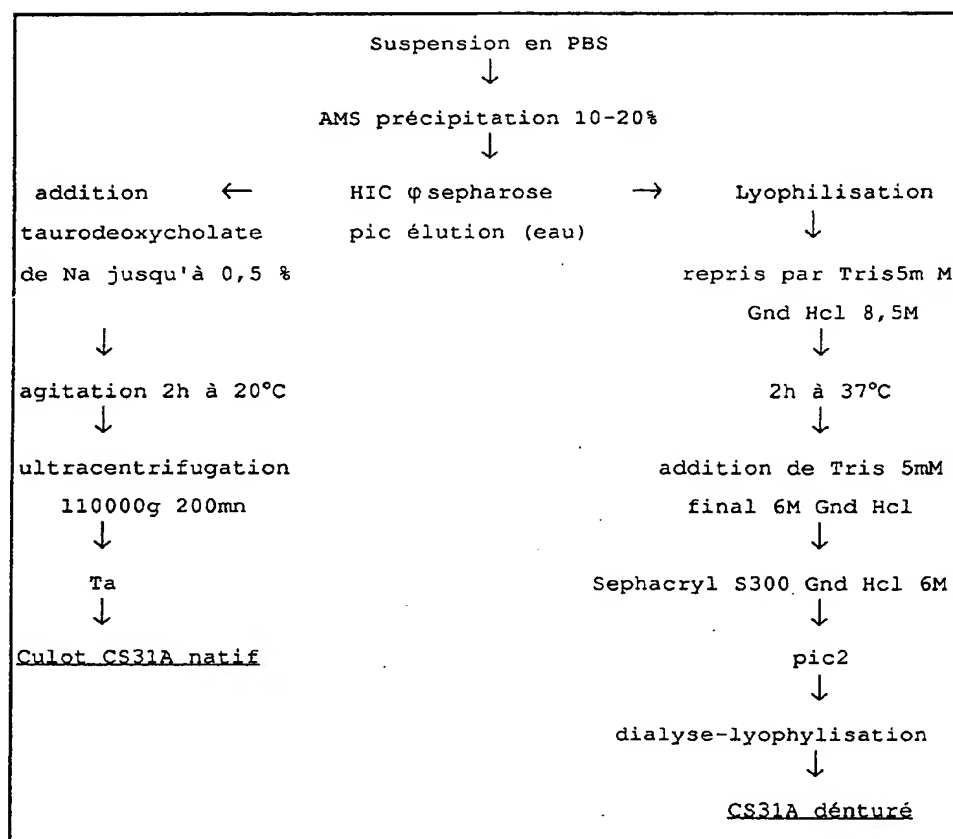 Suspension en PBS
↓
AMS précipitation 10-20%
↓
addition ← HIC φ sepharose → Lyophilisation
taurodeoxycholate pic élution (eau) ↓
de Na jusqu'à 0,5 % repris par Tris5m M
Gnd Hcl 8,5M
↓ ↓
agitation 2h à 20°C 2h à 37°C
↓ ↓
ultracentrifugation addition de Tris 5mM
110000g 200mn final 6M Gnd Hcl
↓ ↓
Ta Sephacryl S300 Gnd Hcl 6M
↓ ↓
Culot CS31A natif pic2
↓
dialyse-lyophylisation
↓
CS31A dénturé